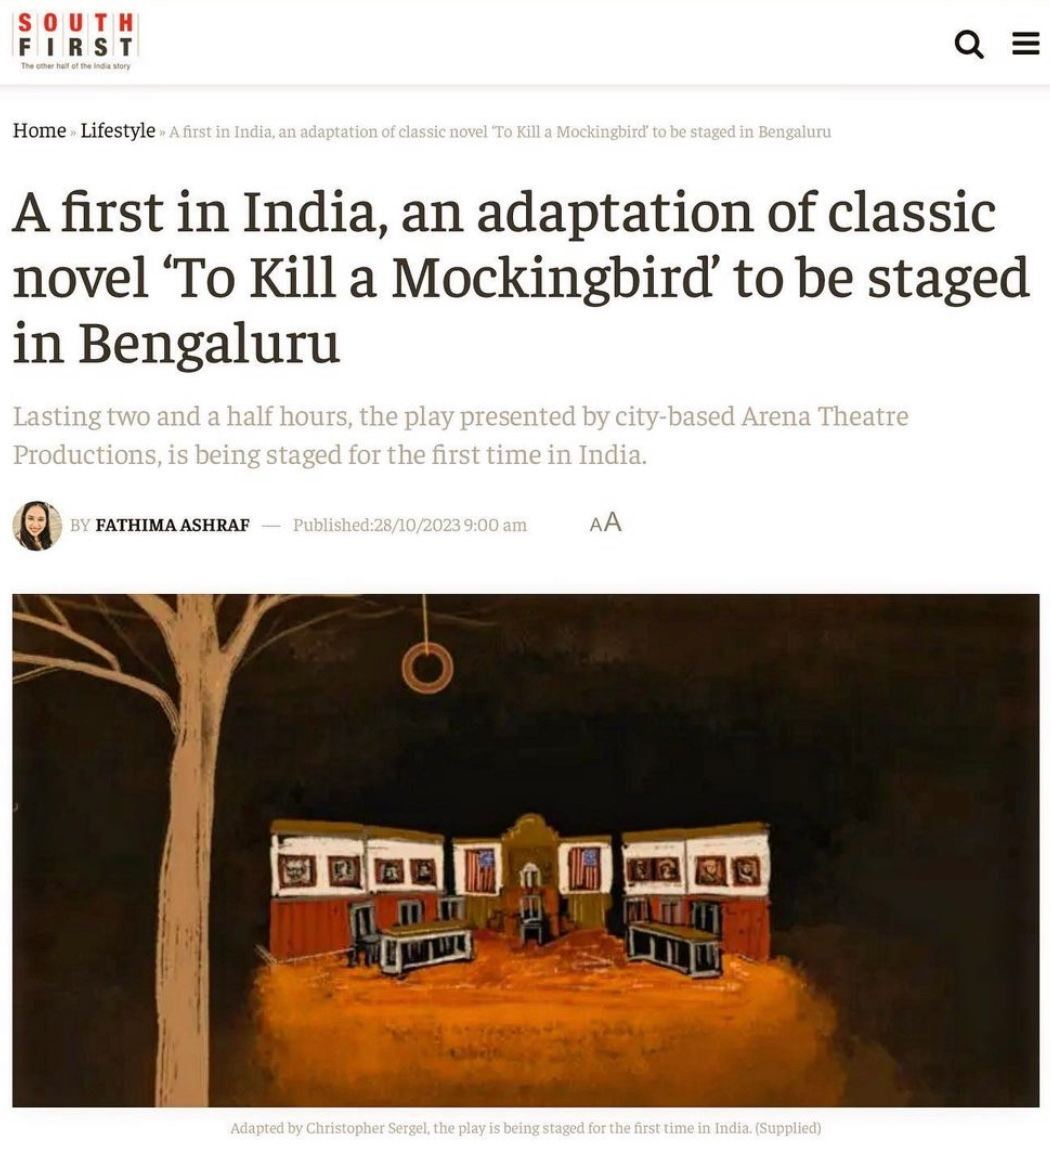 SOUTH
FIRST
The other half of the India story
Home » Lifestyle » A first in India, an adaptation of classic novel ‘To Kill a Mockingbird’ to be staged in Bengaluru
A first in India, an adaptation of classic
novel ‘To Kill a Mockingbird’ to be staged
in Bengaluru
Lasting two and a half hours, the play presented by city-based Arena Theatre
Productions, is being staged for the first time in India.
BY FATHIMA ASHRAF — Published:28/10/2023 9:00 am AA
Adapted by Christopher Sergel, the play is being staged for the first time in India. (Supplied)